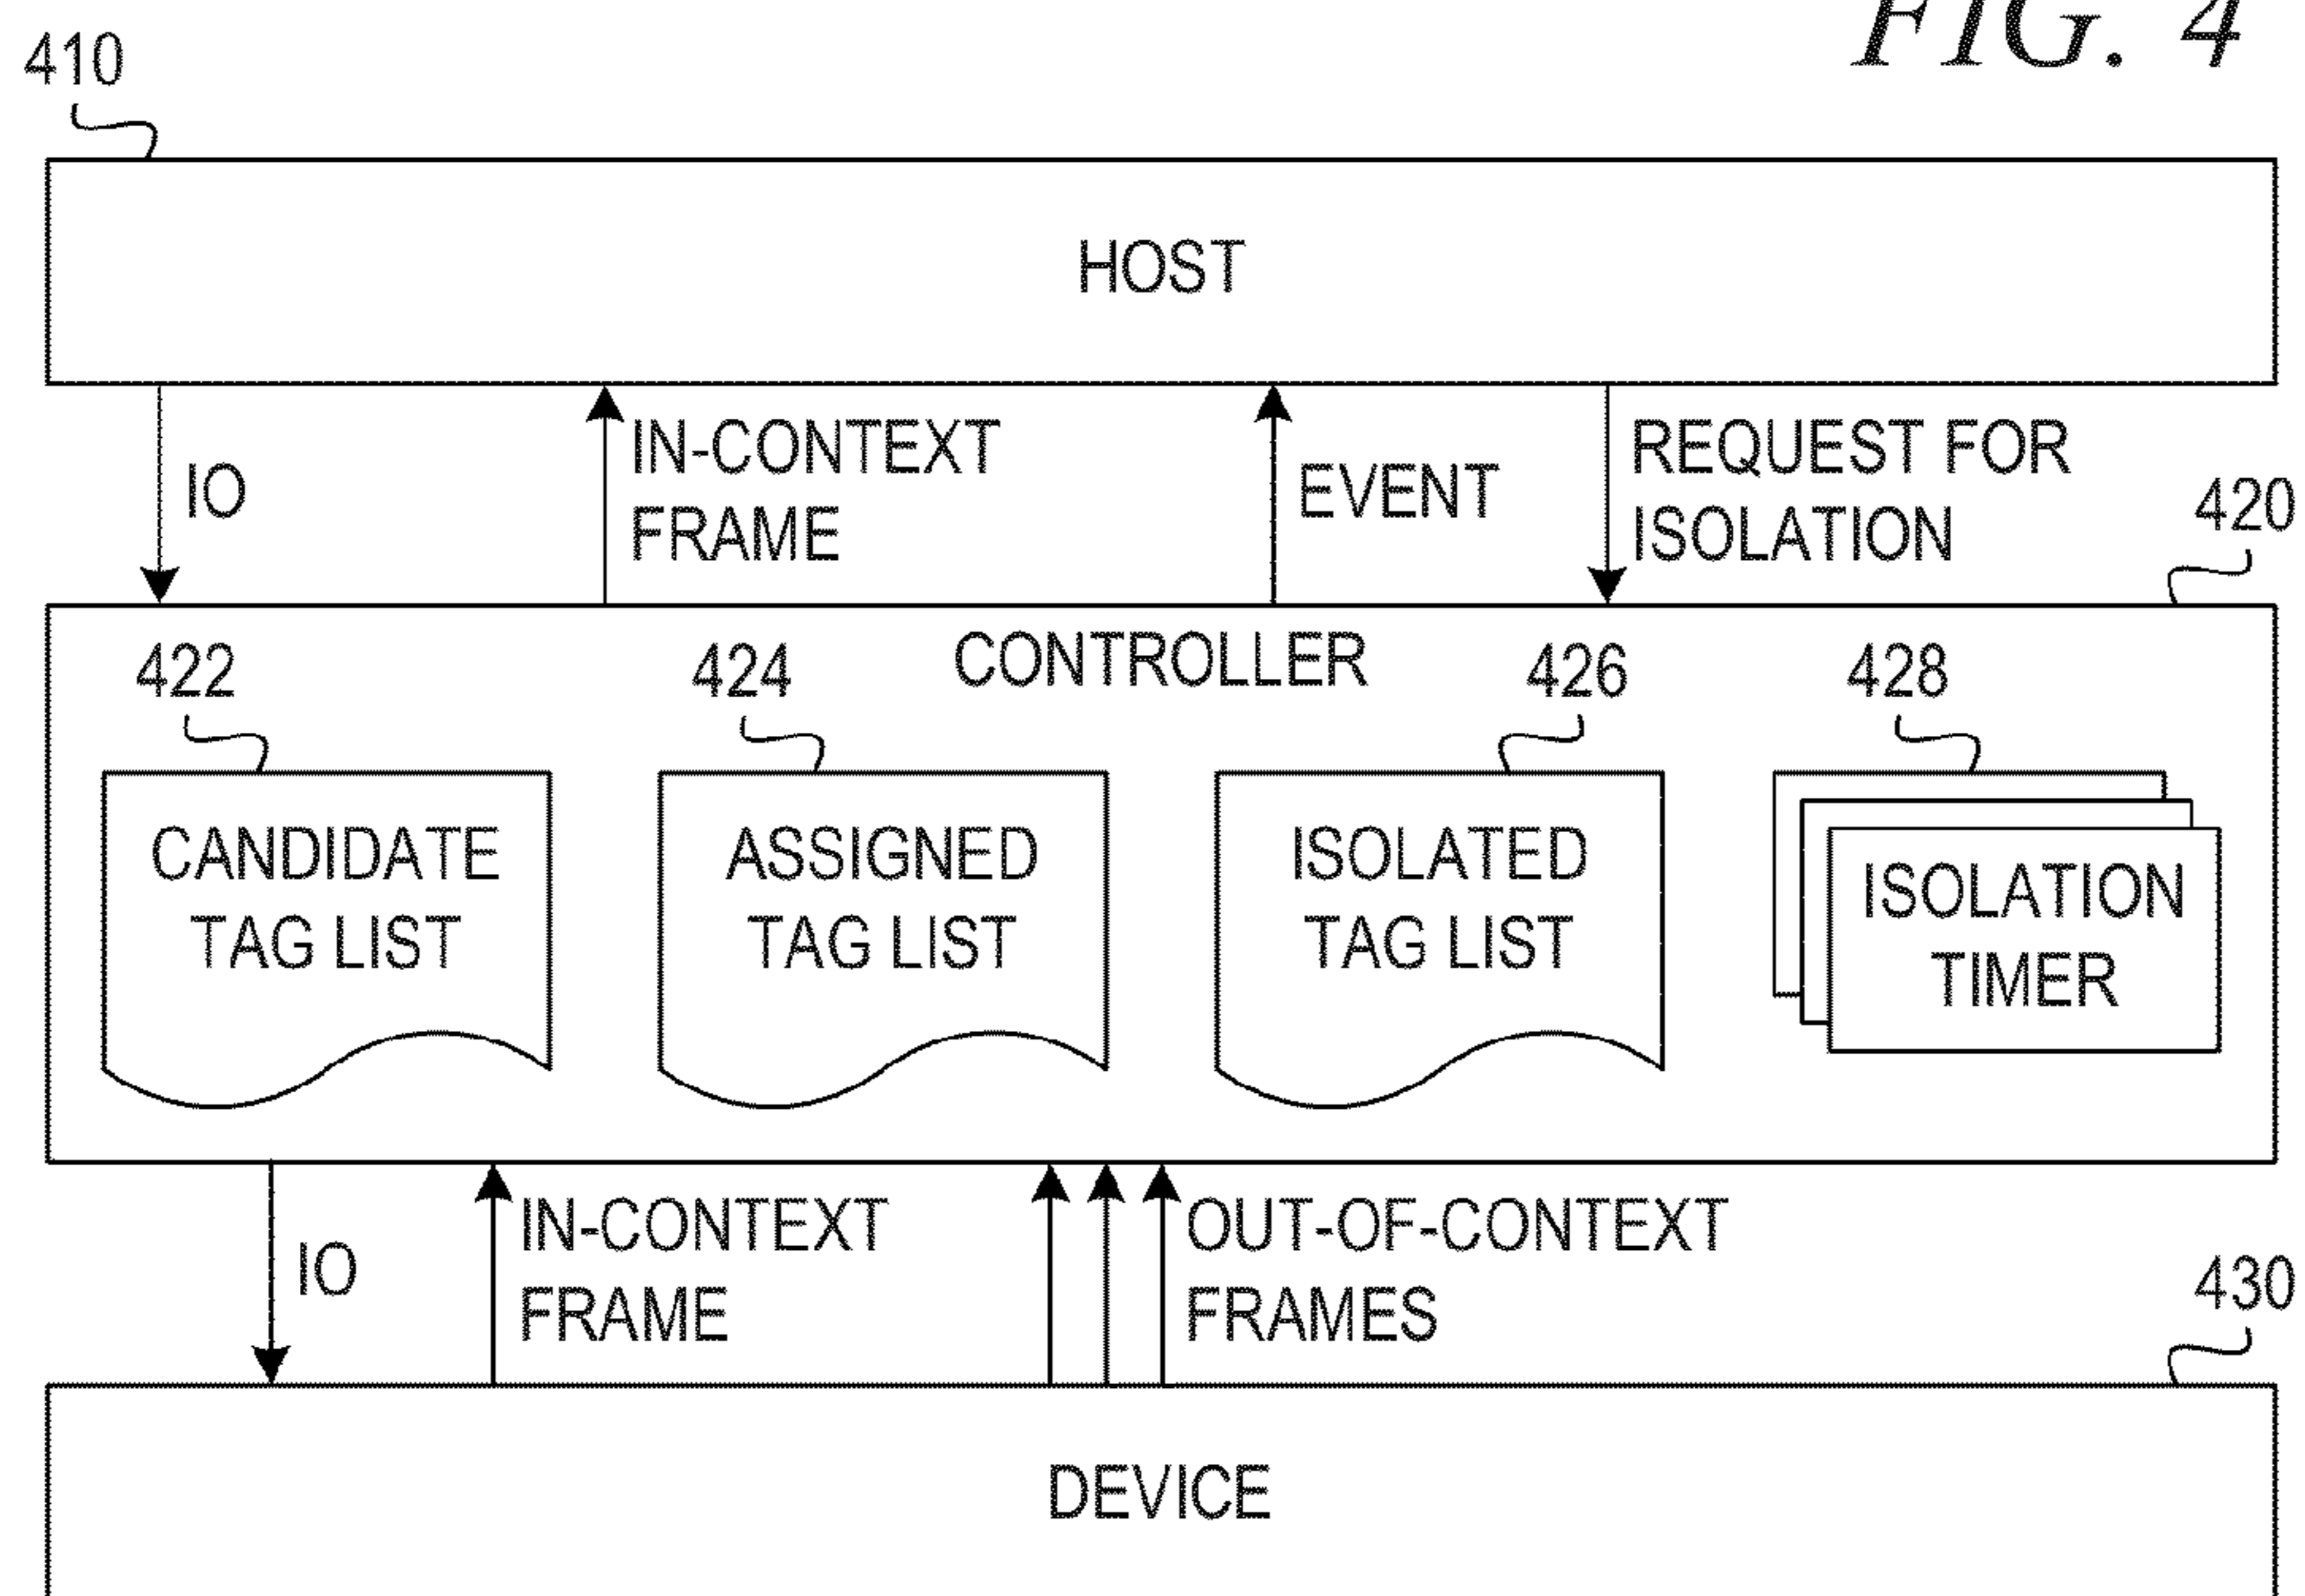 FIG. 4
410
HOST
IO
IN-CONTEXT
FRAME
EVENT
REQUEST FOR
ISOLATION
420
CONTROLLER
422
424
426
428
CANDIDATE
TAG LIST
ASSIGNED
TAG LIST
ISOLATED
TAG LIST
ISOLATION
TIMER
IO
IN-CONTEXT
FRAME
OUT-OF-CONTEXT
FRAMES
430
DEVICE